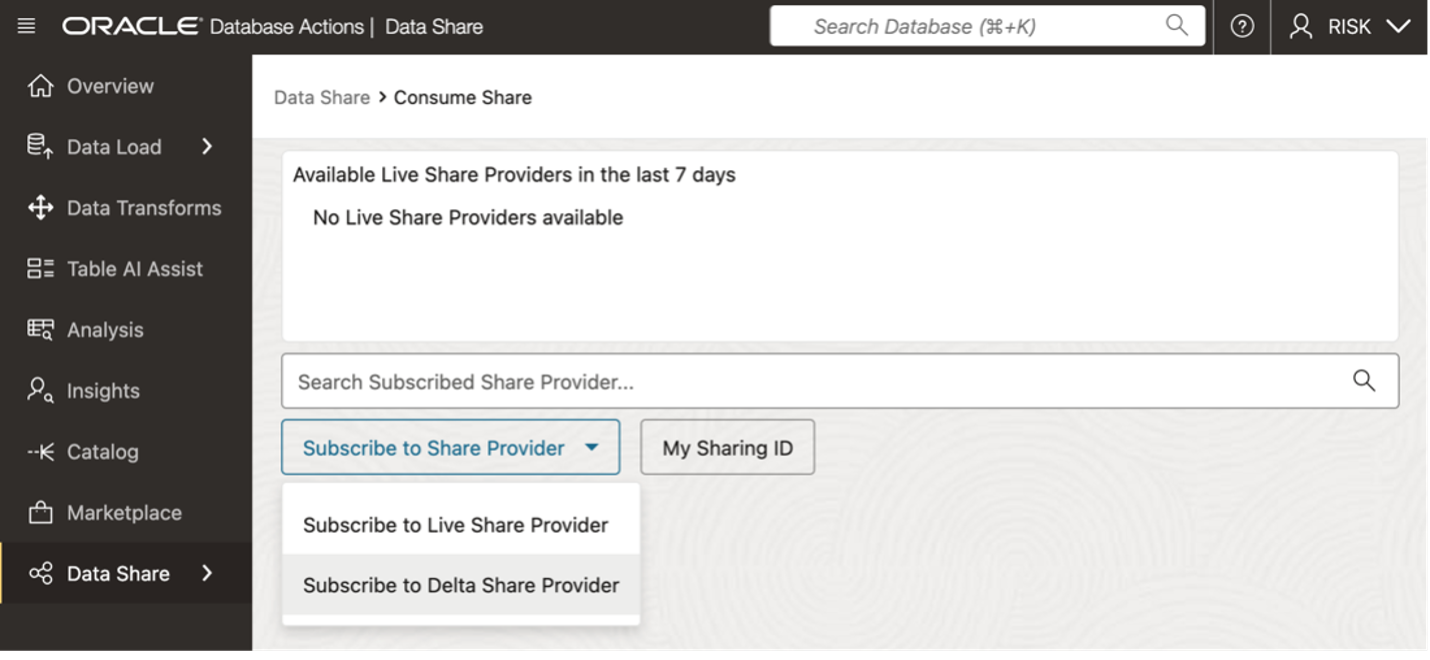 ORACLE® Database Actions | Data Share
Search Database (⌘+K)
RISK
Overview
Data Load
Data Transforms
Table AI Assist
Analysis
Insights
Catalog
Marketplace
Data Share
Data Share > Consume Share
Available Live Share Providers in the last 7 days
No Live Share Providers available
Search Subscribed Share Provider...
Subscribe to Share Provider
My Sharing ID
Subscribe to Live Share Provider
Subscribe to Delta Share Provider